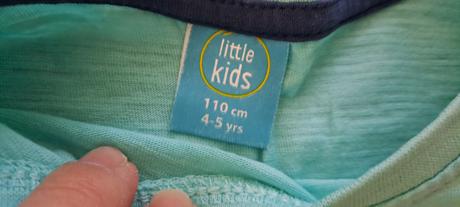 little
kids
110 cm
4-5 yrs